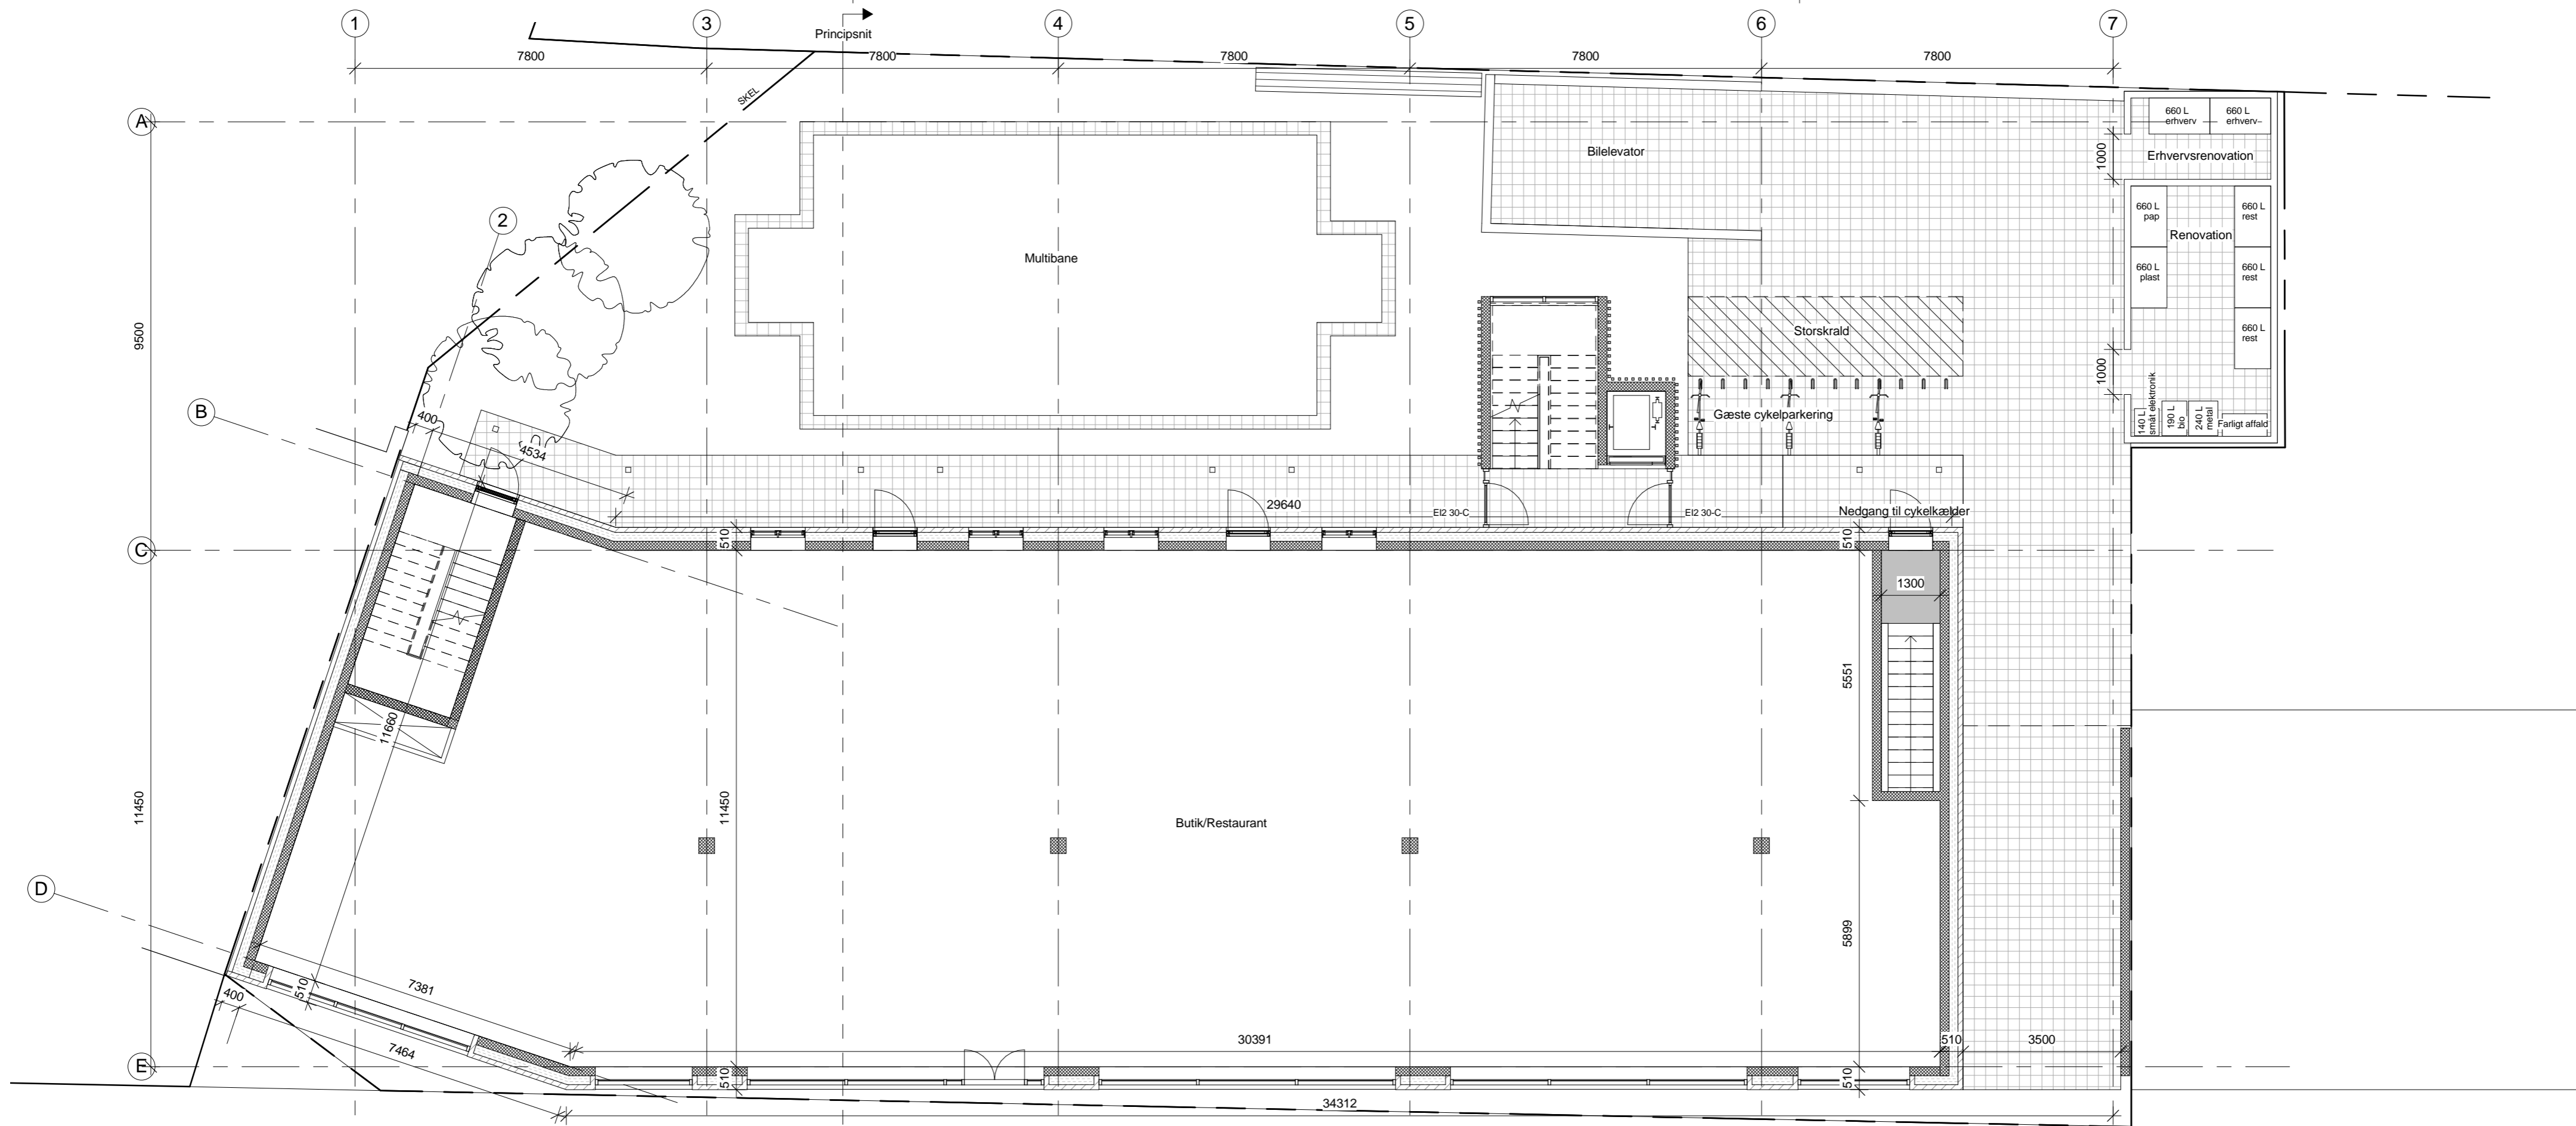 1
3
4
5
6
7
Principsnit
7800
7800
7800
7800
7800
SKEL
A
660 L
erhverv
660 L
erhverv
1000
Erhvervsrenovation
Bilelevator
2
660 L
pap
660 L
rest
Renovation
Multibane
660 L
plast
660 L
rest
9500
Storskrald
660 L
rest
1000
B
400
Gæste cykelparkering
140 L
småt elektronik
190 L
bio
240 L
metal
Farligt affald
4534
29640
EI2 30-C
EI2 30-C
Nedgang til cykelkælder
C
510
510
1300
5551
11660
11450
11450
Butik/Restaurant
D
5899
7381
510
400
7464
30391
510
3500
E
510
510
34312